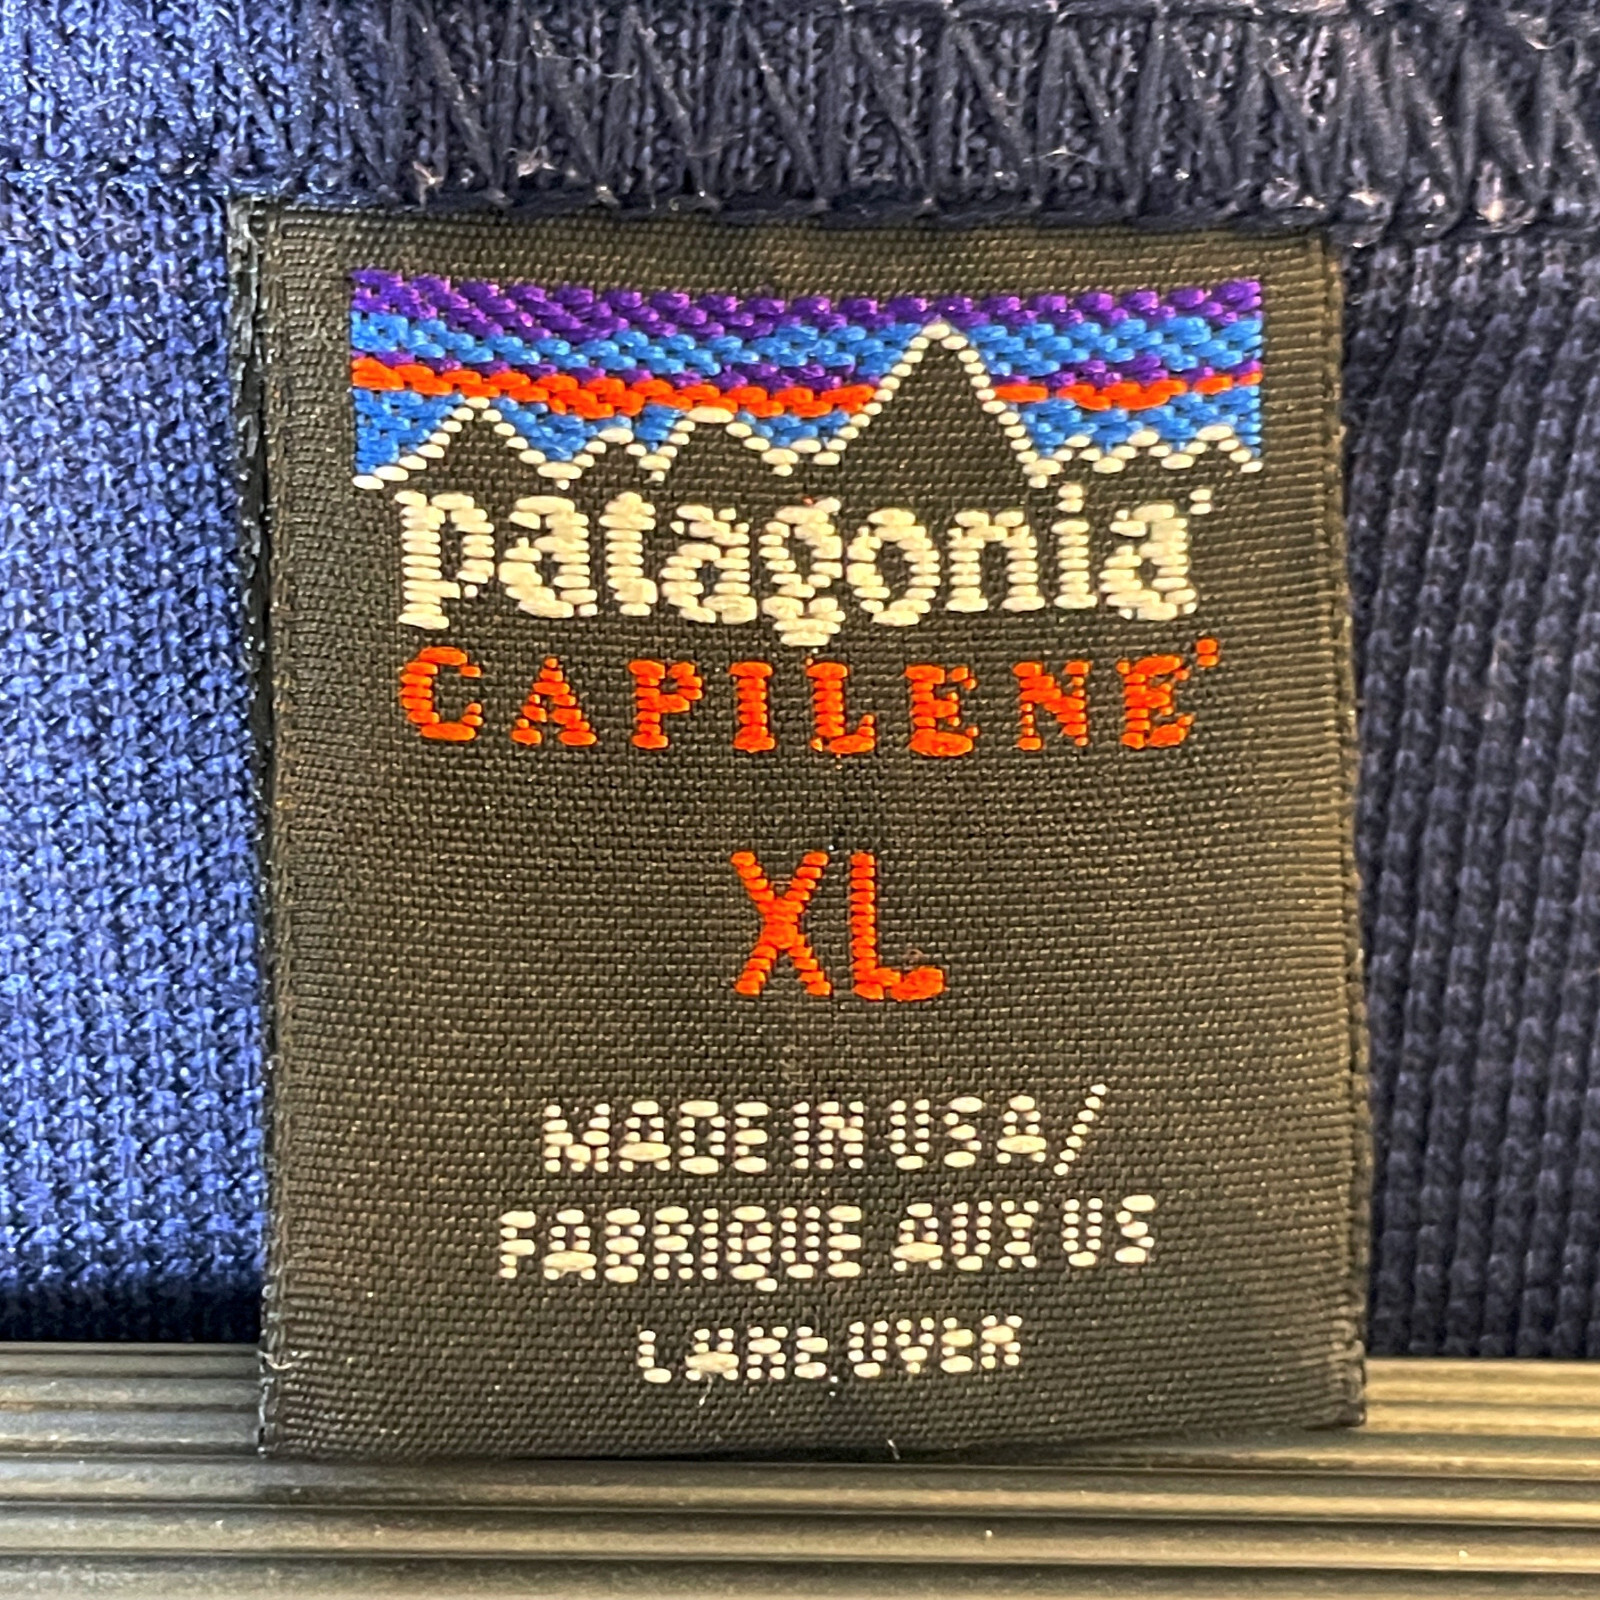 patagonia®
CAPILENE®
XL
MADE IN USA/
FABRIQUE AUX US